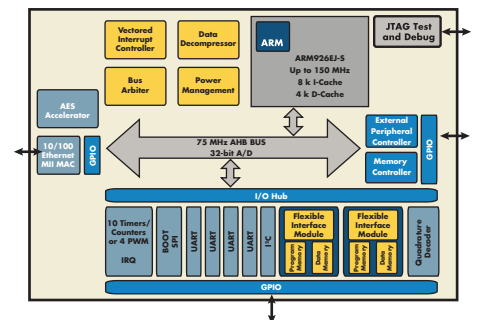 Vectored
Interrupt
Controller
Data
Decompressor
Bus
Arbiter
Power
Management
ARM
ARM926EJ-S
Up to 150 MHz
8 k I-Cache
4 k D-Cache
JTAG Test
and Debug
AES
Accelerator
10/100
Ethernet
MII MAC
GPIO
75 MHz AHB BUS
32-bit A/D
External
Peripheral
Controller
Memory
Controller
GPIO
I/O Hub
10 Timers/
Counters
or 4 PWM
IRQ
BOOT
SPI
UART
UART
UART
UART
I²C
Flexible
Interface
Module
Program
Memory
Data
Memory
Flexible
Interface
Module
Program
Memory
Data
Memory
Quadrature
Decoder
GPIO